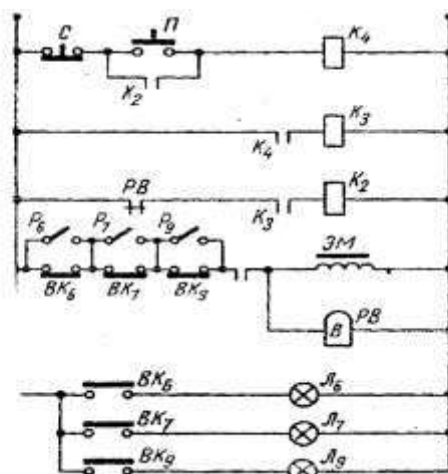 С П К₄
К₂
К₄ К₃
РВ К₃ К₂
Р₆ Р₇ Р₉ ЭМ
ВК₆ ВК₇ ВК₉
В РВ
ВК₆ Л₆
ВК₇ Л₇
ВК₉ Л₉